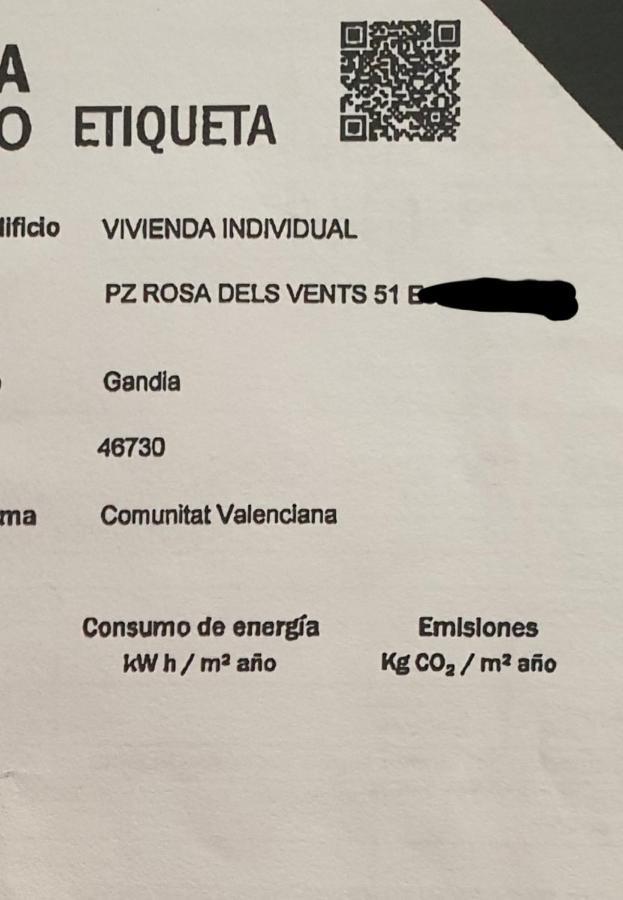 A
O ETIQUETA
dificio VIVIENDA INDIVIDUAL
PZ ROSA DELS VENTS 51
Gandia
46730
ma Comunitat Valenciana
Consumo de energía Emisiones
kW h / m² año Kg CO₂ / m² año